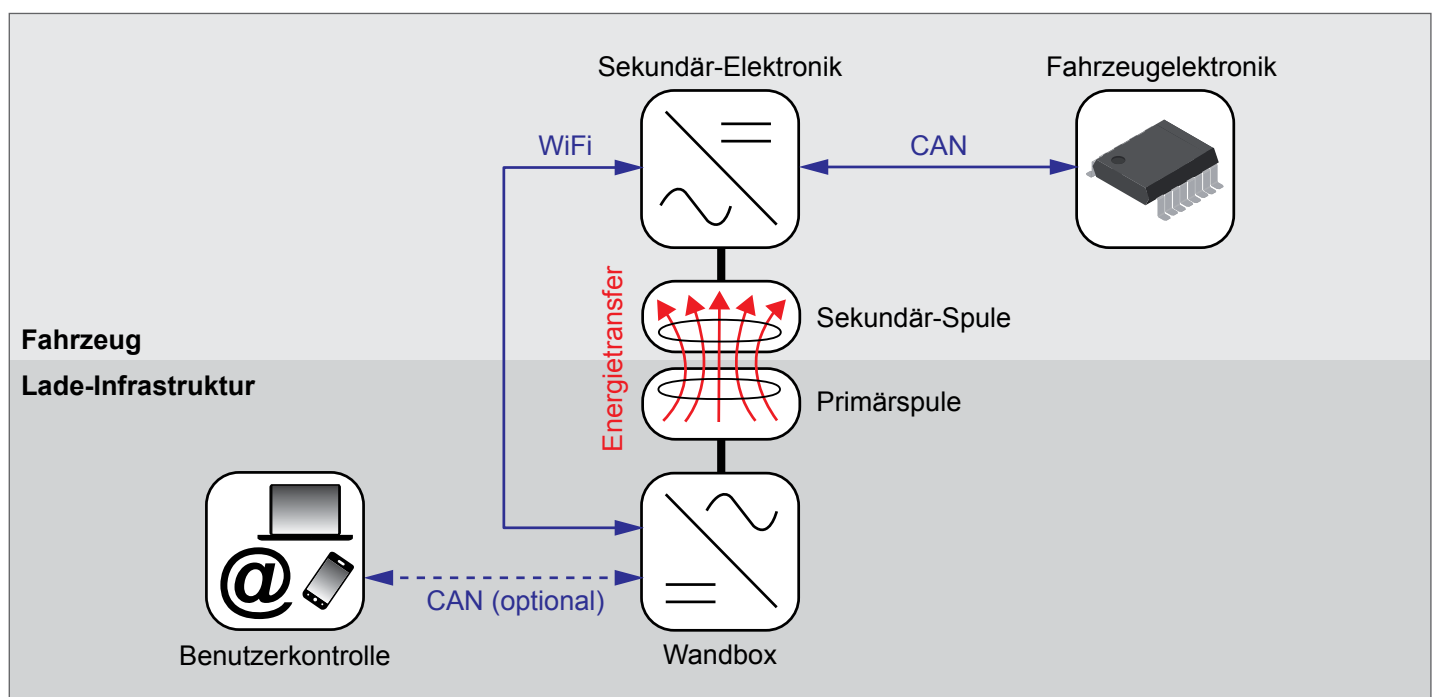 Sekundär-Elektronik
Fahrzeugelektronik
WiFi
CAN
Energietransfer
Sekundär-Spule
Fahrzeug
Lade-Infrastruktur
Primärspule
@
CAN (optional)
Benutzerkontrolle
Wandbox